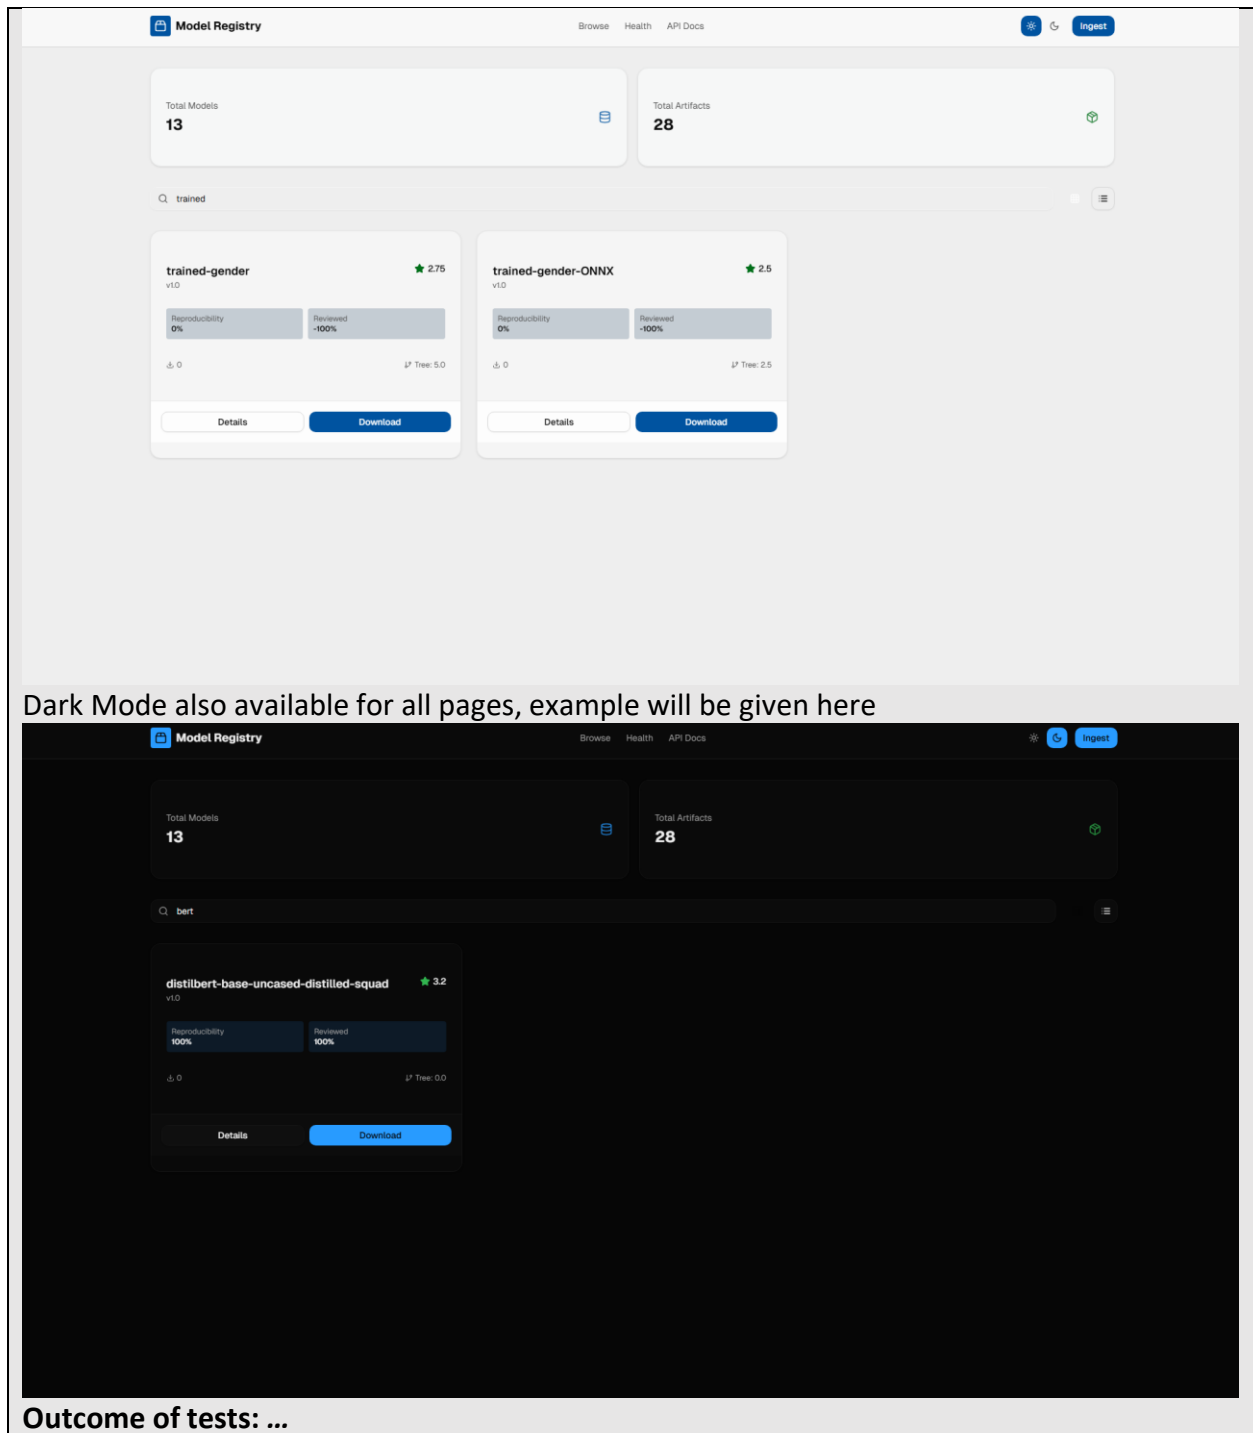 Model Registry Browse Health API Docs Ingest
Total Models Total Artifacts
13 28
trained
trained-gender 2.75 trained-gender-ONNX 2.5
v1.0 v1.0
Reproducibility Reviewed Reproducibility Reviewed
0% -100% 0% -100%
0 Tree: 5.0 0 Tree: 2.5
Details Download Details Download
Dark Mode also available for all pages, example will be given here
Model Registry Browse Health API Docs Ingest
Total Models Total Artifacts
13 28
bert
distilbert-base-uncased-distilled-squad 3.2
v1.0
Reproducibility Reviewed
100% 100%
0 Tree: 0.0
Details Download
Outcome of tests: ...